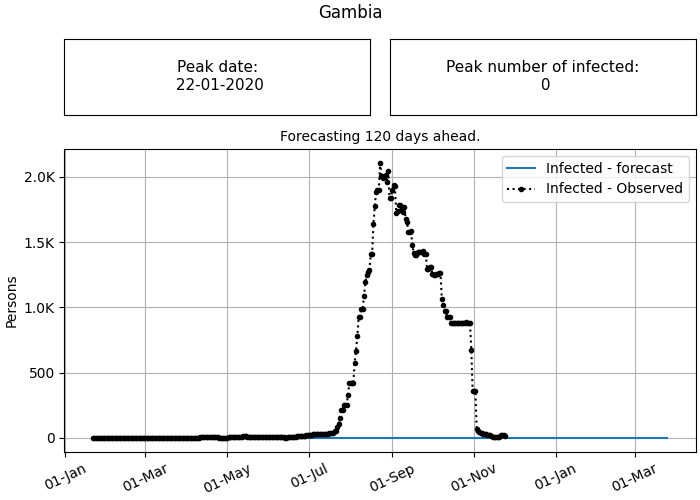 Gambia
Peak date:
22-01-2020
Peak number of infected:
0
Forecasting 120 days ahead.
Infected - forecast
Infected - Observed
2.0K
1.5K
1.0K
500
0
Persons
01-Jan
01-Mar
01-May
01-Jul
01-Sep
01-Nov
01-Jan
01-Mar